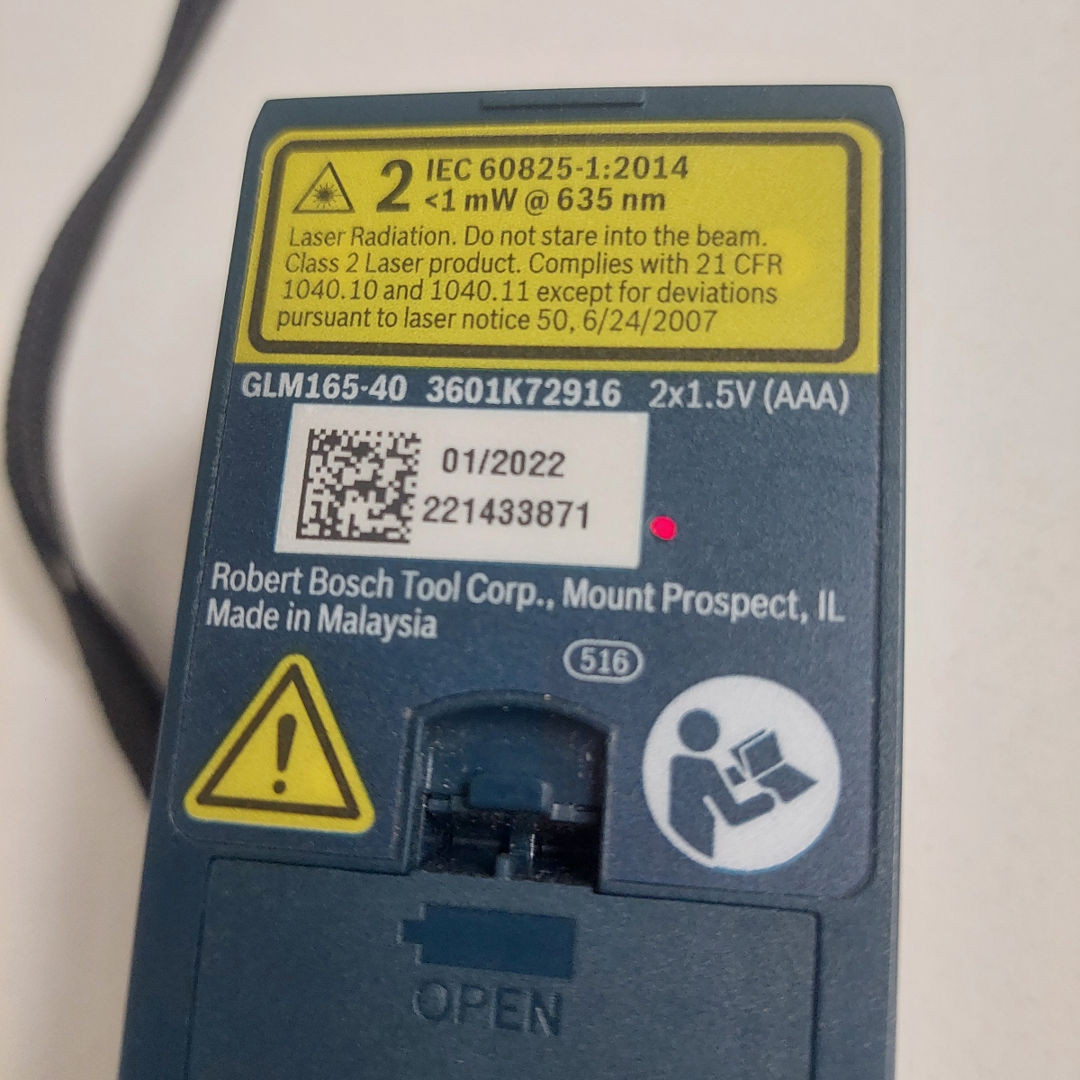 2 IEC 60825-1:2014
<1 mW @ 635 nm
Laser Radiation. Do not stare into the beam.
Class 2 Laser product. Complies with 21 CFR
1040.10 and 1040.11 except for deviations
pursuant to laser notice 50, 6/24/2007
GLM165-40 3601K72916 2x1.5V (AAA)
01/2022
221433871
Robert Bosch Tool Corp., Mount Prospect, IL
Made in Malaysia
516
!
OPEN